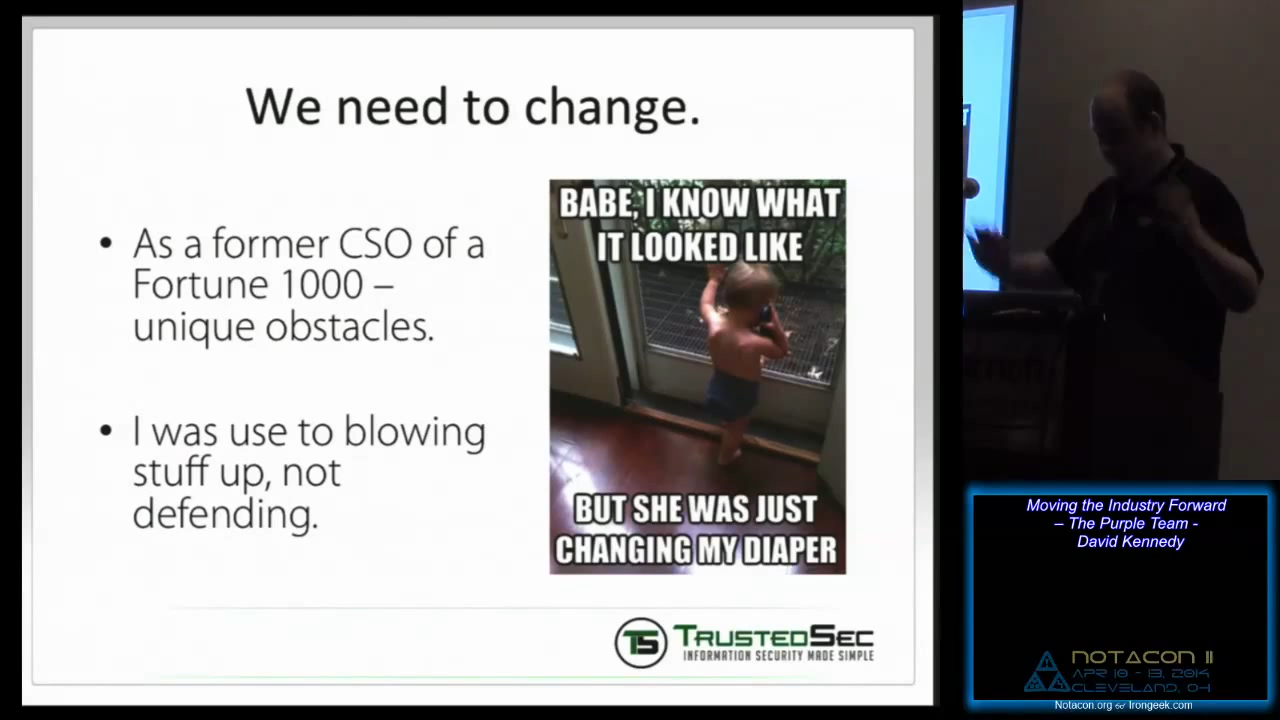 We need to change.
• As a former CSO of a
Fortune 1000 –
unique obstacles.
• I was use to blowing
stuff up, not
defending.
BABE, I KNOW WHAT
IT LOOKED LIKE
BUT SHE WAS JUST
CHANGING MY DIAPER
TS TRUSTEDSEC
INFORMATION SECURITY MADE SIMPLE
Moving the Industry Forward
– The Purple Team -
David Kennedy
NOTACON 11
APR 10 - 13, 2014
CLEVELAND, OH
Notacon.org & Irongeek.com